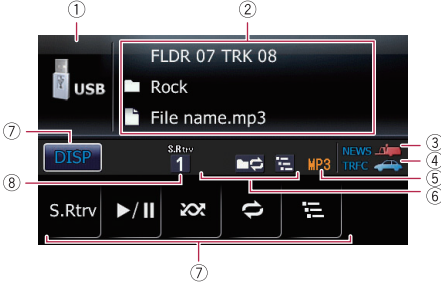 ① ②
FLDR 07 TRK 08
USB
Rock
File name.mp3
⑦ ③
DISP S.Rtrv 1 MP3 NEWS
TRFC ④
⑧ ⑤
⑥
S.Rtrv
⑦